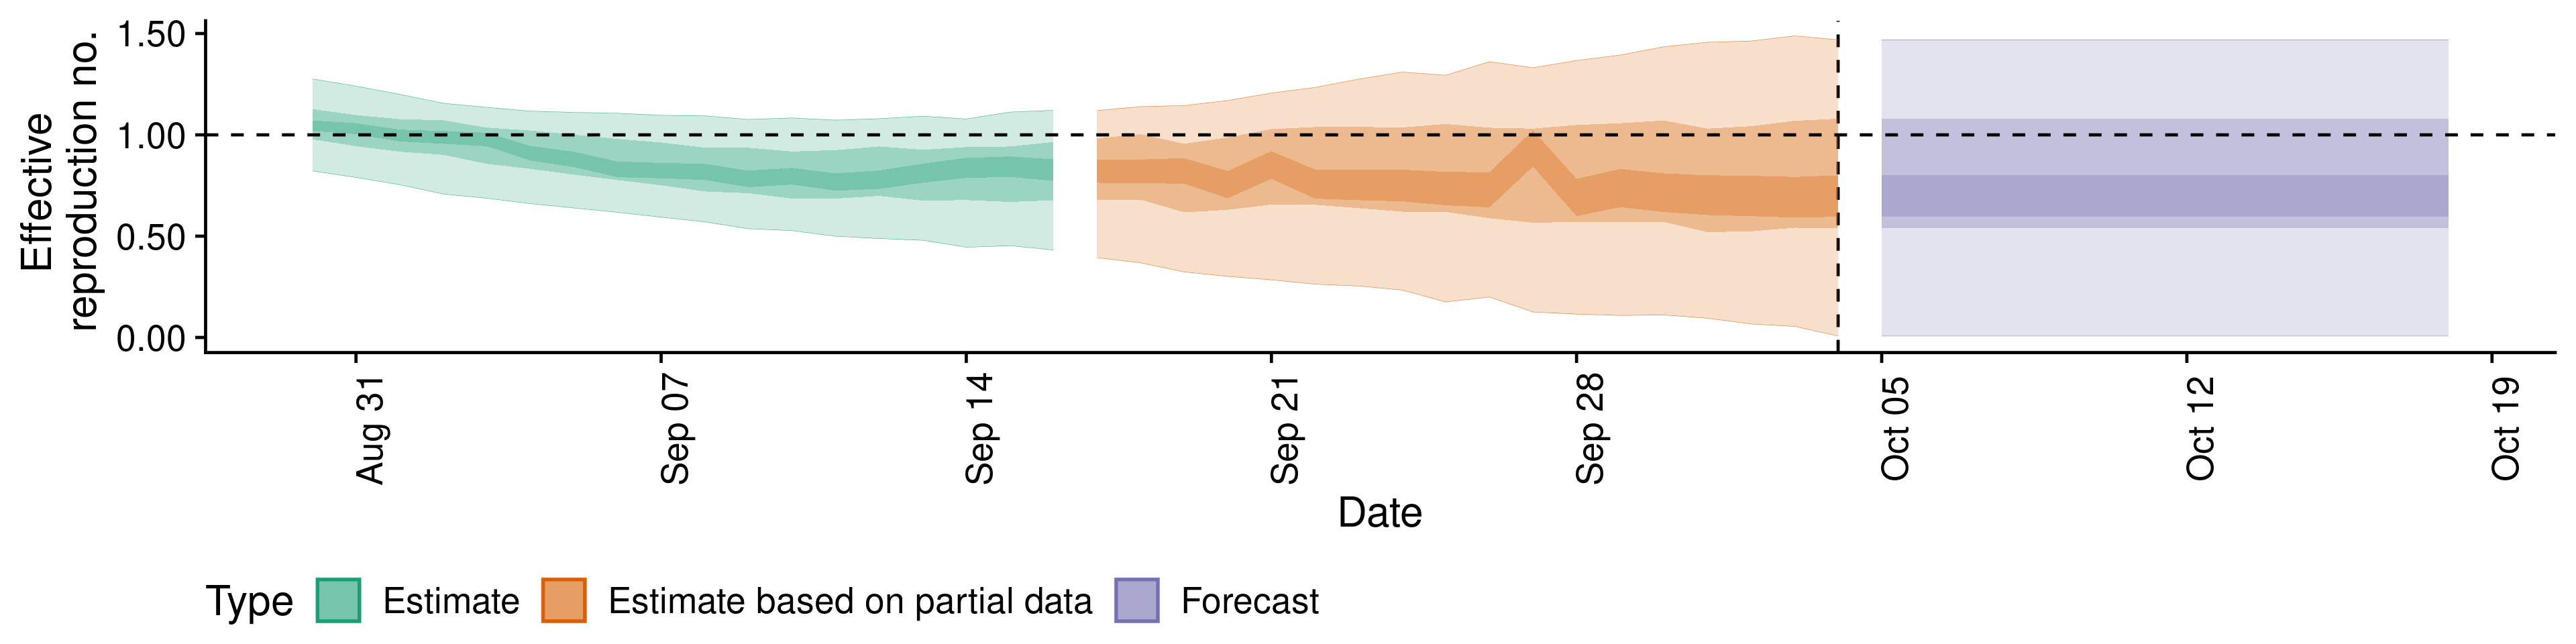 Effective
reproduction no.
1.50
1.00
0.50
0.00
Aug 31
Sep 07
Sep 14
Sep 21
Sep 28
Oct 05
Oct 12
Oct 19
Date
Type Estimate Estimate based on partial data Forecast